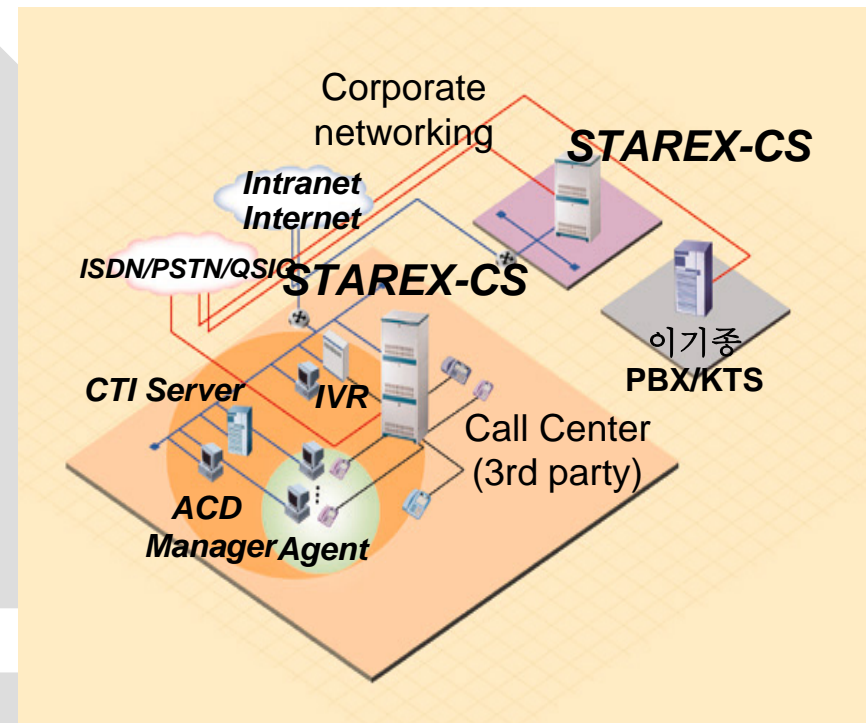 Corporate
networking
STAREX-CS
Intranet
Internet
ISDN/PSTN/QSIG
STAREX-CS
이기종
PBX/KTS
CTI Server
IVR
Call Center
(3rd party)
ACD
Manager
Agent